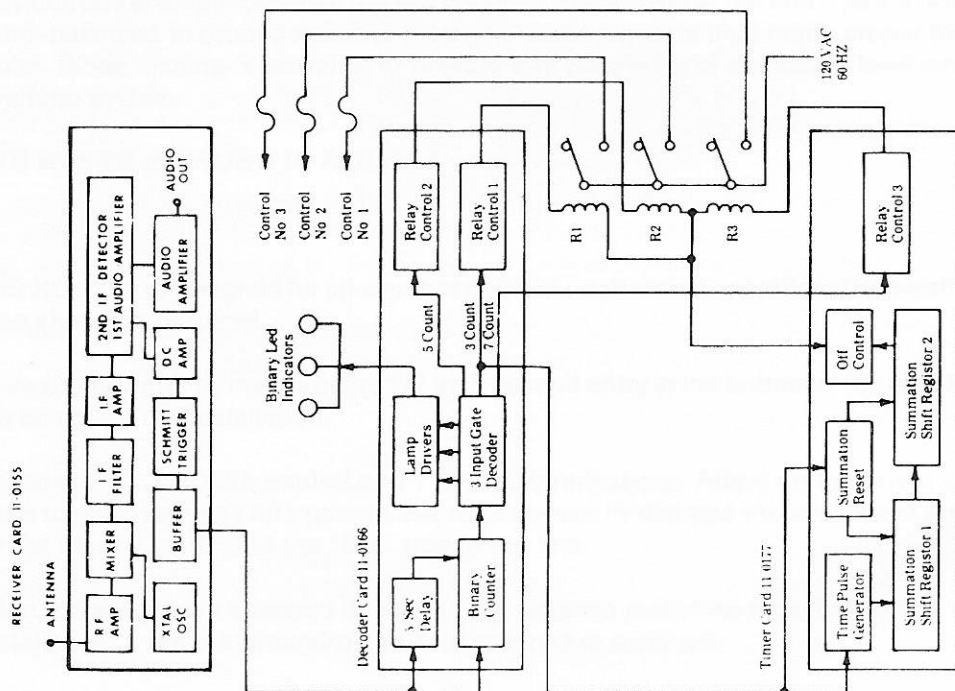 RECEIVER CARD 11-0155
ANTENNA
RF
AMP
MIXER
I F
FILTER
I F
AMP
2ND IF DETECTOR
1ST AUDIO AMPLIFIER
XTAL
OSC
BUFFER
SCHMITT
TRIGGER
DC
AMP
AUDIO
AMPLIFIER
AUDIO
OUT
Control
No 3
Control
No 2
Control
No 1
Binary Led
Indicators
120 VAC
60 HZ
Decoder Card 11-0166
Sec
Delay
Binary
Counter
Lamp
Drivers
3 Input Gate
Decoder
5 Count
3 Count
7 Count
Relay
Control 2
Relay
Control 1
R1
R2
R3
Timer Card 11 0177
Time Pulse
Generator
Summation
Reset
Off
Control
Relay
Control 3
Summation
Shift Register 1
Summation
Shift Register 2